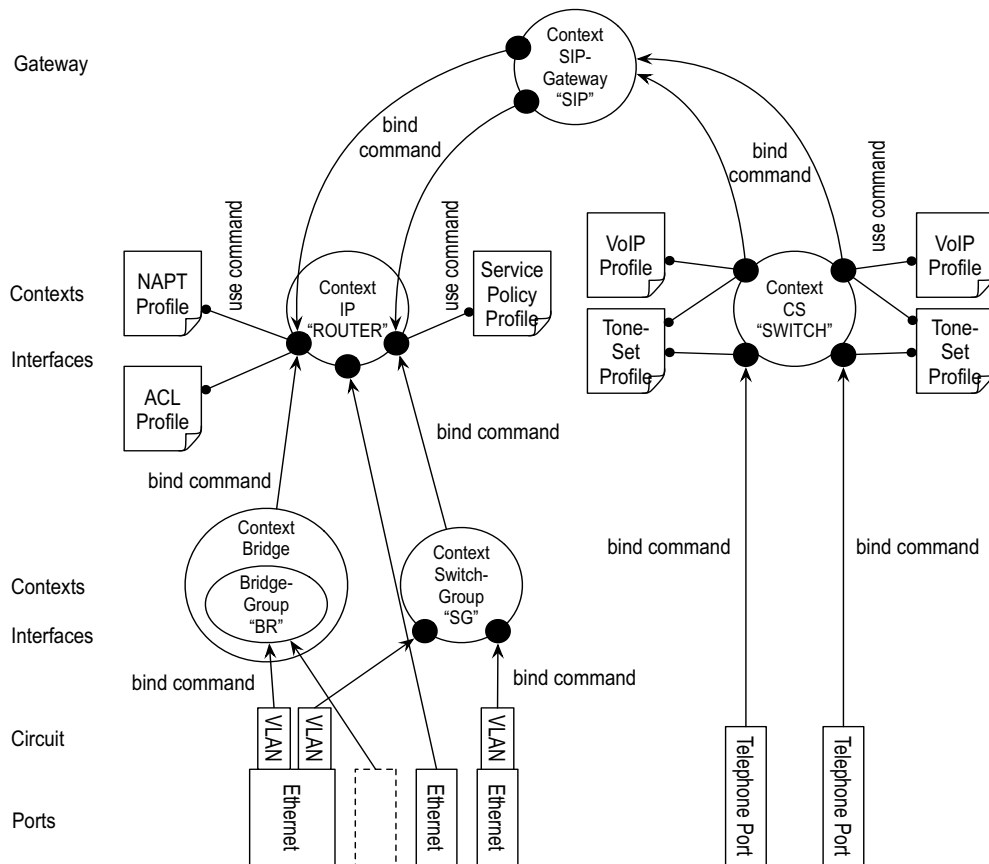 Gateway
Context
SIP-
Gateway
“SIP”
bind
command
bind
command
use command
use command
use command
NAPT
Profile
Context
IP
“ROUTER”
Service
Policy
Profile
VoIP
Profile
Context
CS
“SWITCH”
VoIP
Profile
Contexts
Interfaces
ACL
Profile
Tone-
Set
Profile
Tone-
Set
Profile
bind command
bind command
Context
Bridge
Bridge-
Group
“BR”
Context
Switch-
Group
“SG”
bind command
bind command
Contexts
Interfaces
bind command
bind command
Circuit
VLAN
VLAN
VLAN
Ports
Ethernet
Ethernet
Ethernet
Telephone Port
Telephone Port